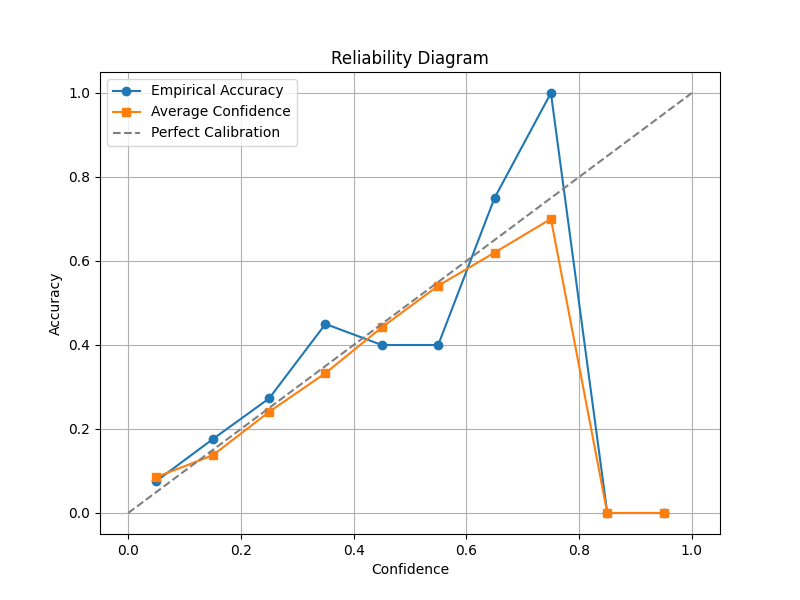 Reliability Diagram
Empirical Accuracy
Average Confidence
Perfect Calibration
1.0
0.8
0.6
0.4
0.2
0.0
Accuracy
0.0 0.2 0.4 0.6 0.8 1.0
Confidence